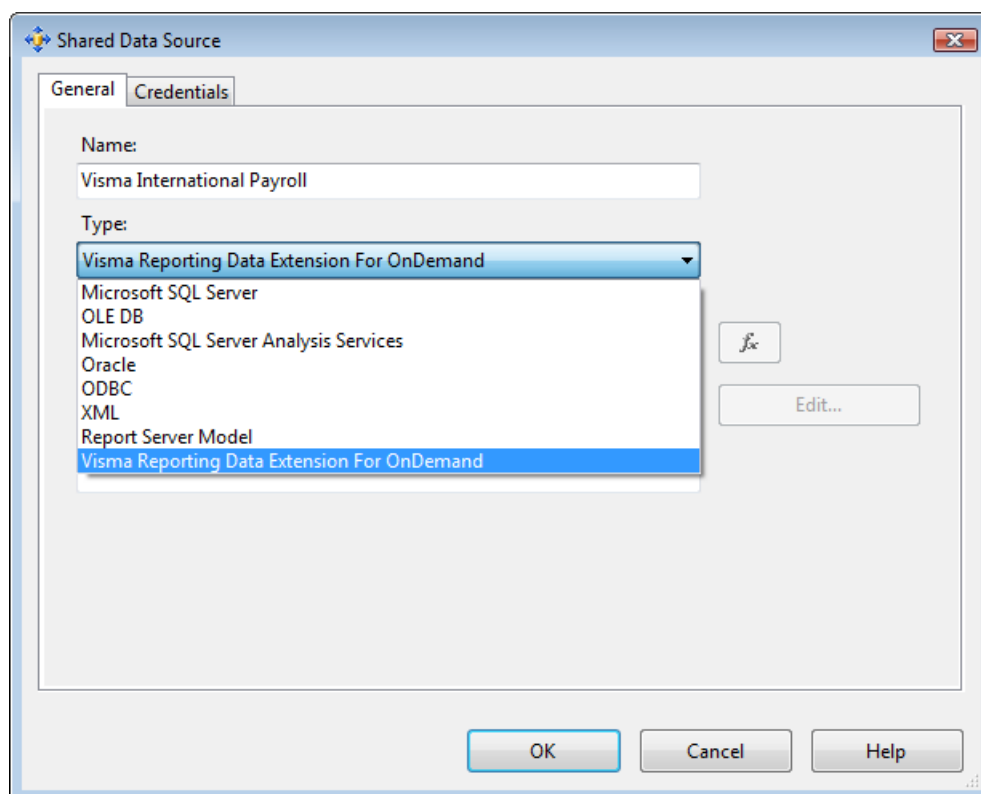 Shared Data Source
General
Credentials
Name:
Visma International Payroll
Type:
Visma Reporting Data Extension For OnDemand
Microsoft SQL Server
OLE DB
Microsoft SQL Server Analysis Services
Oracle
ODBC
XML
Report Server Model
Visma Reporting Data Extension For OnDemand
fx
Edit...
OK
Cancel
Help